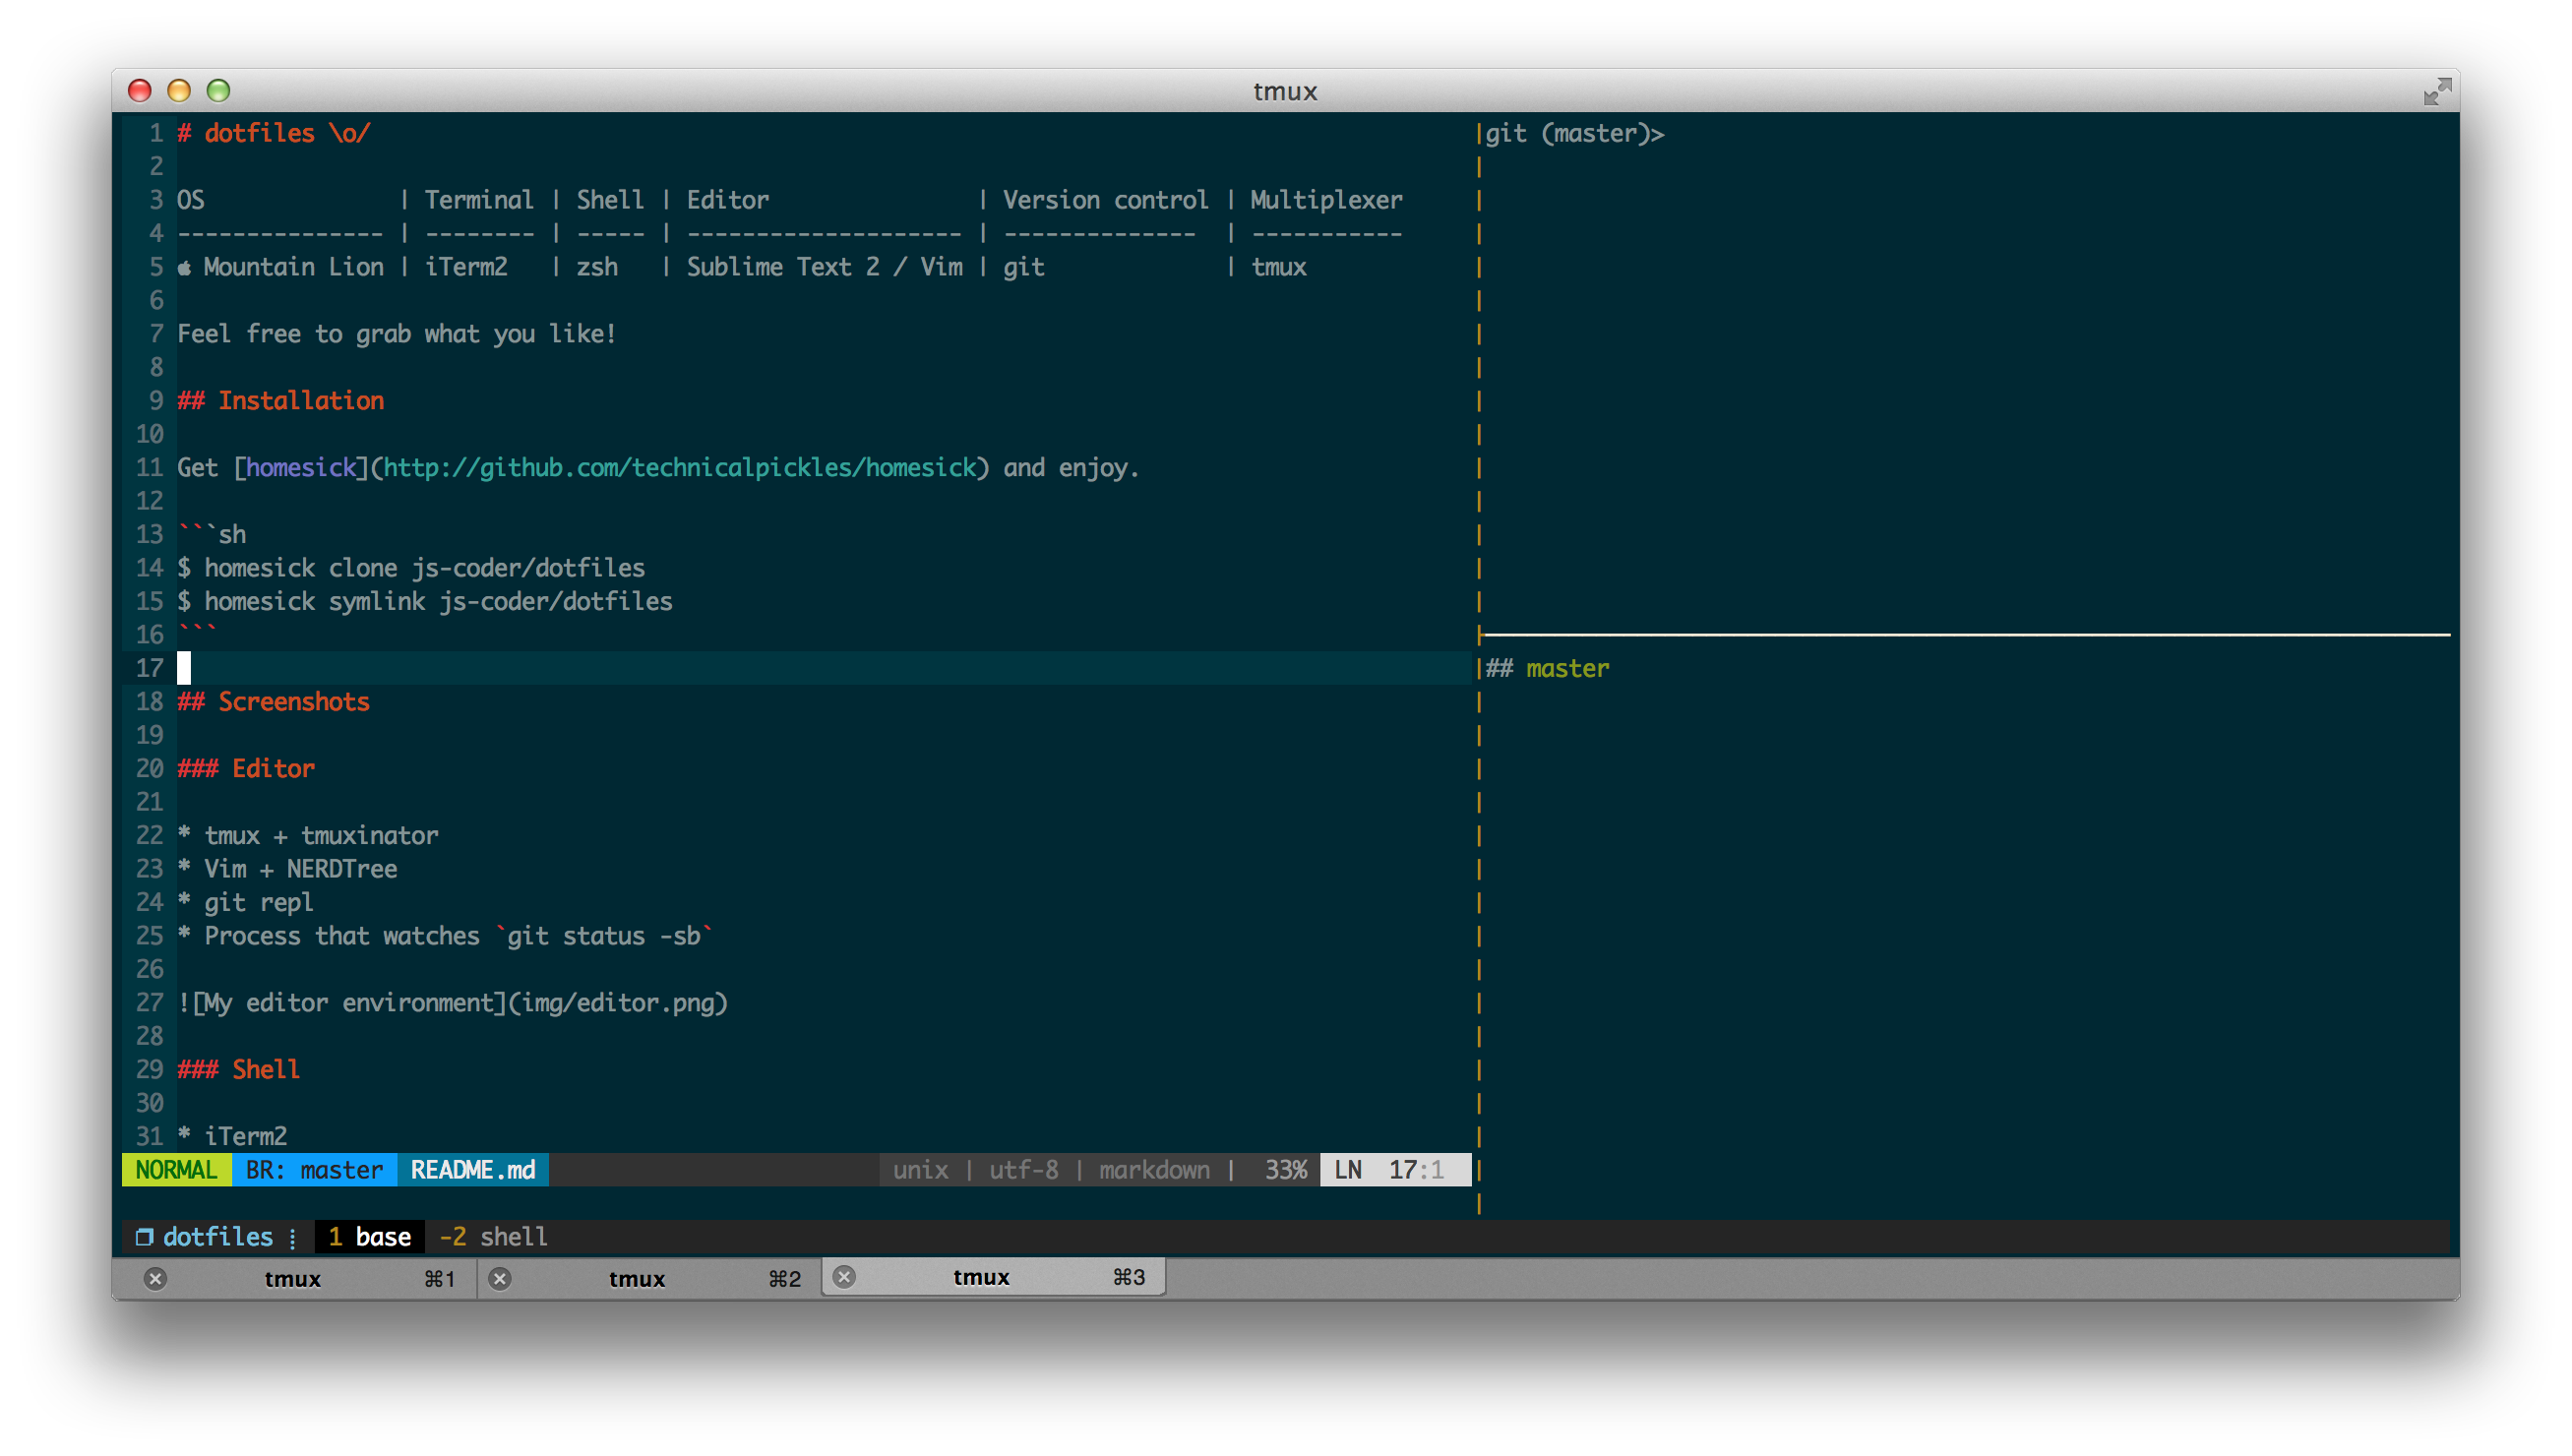 tmux
1 # dotfiles \o/
2
3 OS              | Terminal | Shell | Editor               | Version control | Multiplexer
4 --------------- | -------- | ----- | -------------------- | --------------  | -----------
5  Mountain Lion | iTerm2   | zsh   | Sublime Text 2 / Vim | git             | tmux
6
7 Feel free to grab what you like!
8
9 ## Installation
10
11 Get [homesick](http://github.com/technicalpickles/homesick) and enjoy.
12
13 ```sh
14 $ homesick clone js-coder/dotfiles
15 $ homesick symlink js-coder/dotfiles
16 ```
17
18 ## Screenshots
19
20 ### Editor
21
22 * tmux + tmuxinator
23 * Vim + NERDTree
24 * git repl
25 * Process that watches `git status -sb`
26
27 ![My editor environment](img/editor.png)
28
29 ### Shell
30
31 * iTerm2
NORMAL BR: master README.md unix | utf-8 | markdown | 33% LN 17:1
git (master)>
## master
dotfiles 1 base -2 shell
tmux ⌘1 tmux ⌘2 tmux ⌘3